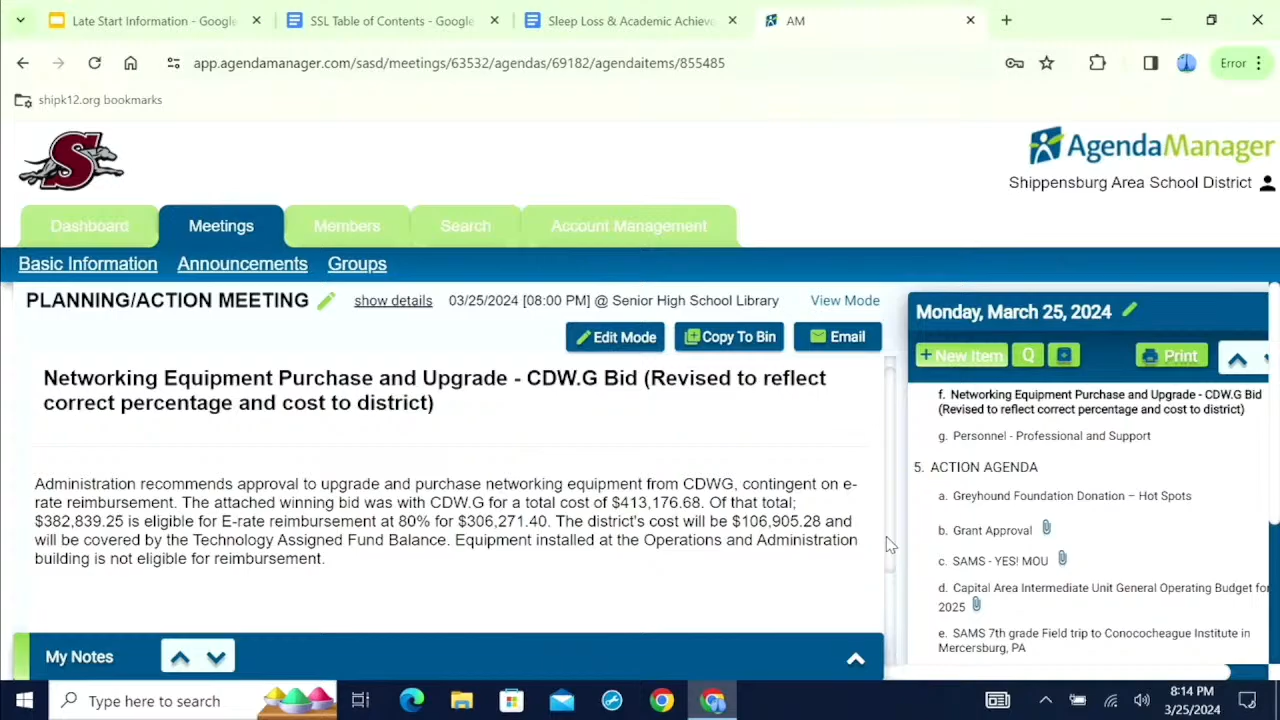 Late Start Information - Google
SSL Table of Contents - Google
Sleep Loss & Academic Achieve
AM
app.agendamanager.com/sasd/meetings/63532/agendas/69182/agendaitems/855485
Error
shipk12.org bookmarks
S
AgendaManager
Shippensburg Area School District
Dashboard
Meetings
Members
Search
Account Management
Basic Information
Announcements
Groups
PLANNING/ACTION MEETING
show details
03/25/2024 [08:00 PM] @ Senior High School Library
View Mode
Edit Mode
Copy To Bin
Email
Networking Equipment Purchase and Upgrade - CDW.G Bid (Revised to reflect
correct percentage and cost to district)
Administration recommends approval to upgrade and purchase networking equipment from CDWG, contingent on e-
rate reimbursement. The attached winning bid was with CDW.G for a total cost of $413,176.68. Of that total;
$382,839.25 is eligible for E-rate reimbursement at 80% for $306,271.40. The district's cost will be $106,905.28 and
will be covered by the Technology Assigned Fund Balance. Equipment installed at the Operations and Administration
building is not eligible for reimbursement.
My Notes
Monday, March 25, 2024
+ New Item
Q
Print
f. Networking Equipment Purchase and Upgrade - CDW.G Bid
(Revised to reflect correct percentage and cost to district)
g. Personnel - Professional and Support
5. ACTION AGENDA
a. Greyhound Foundation Donation – Hot Spots
b. Grant Approval
c. SAMS - YES! MOU
d. Capital Area Intermediate Unit General Operating Budget for
2025
e. SAMS 7th grade Field trip to Conococheague Institute in
Mercersburg, PA
Type here to search
8:14 PM
3/25/2024